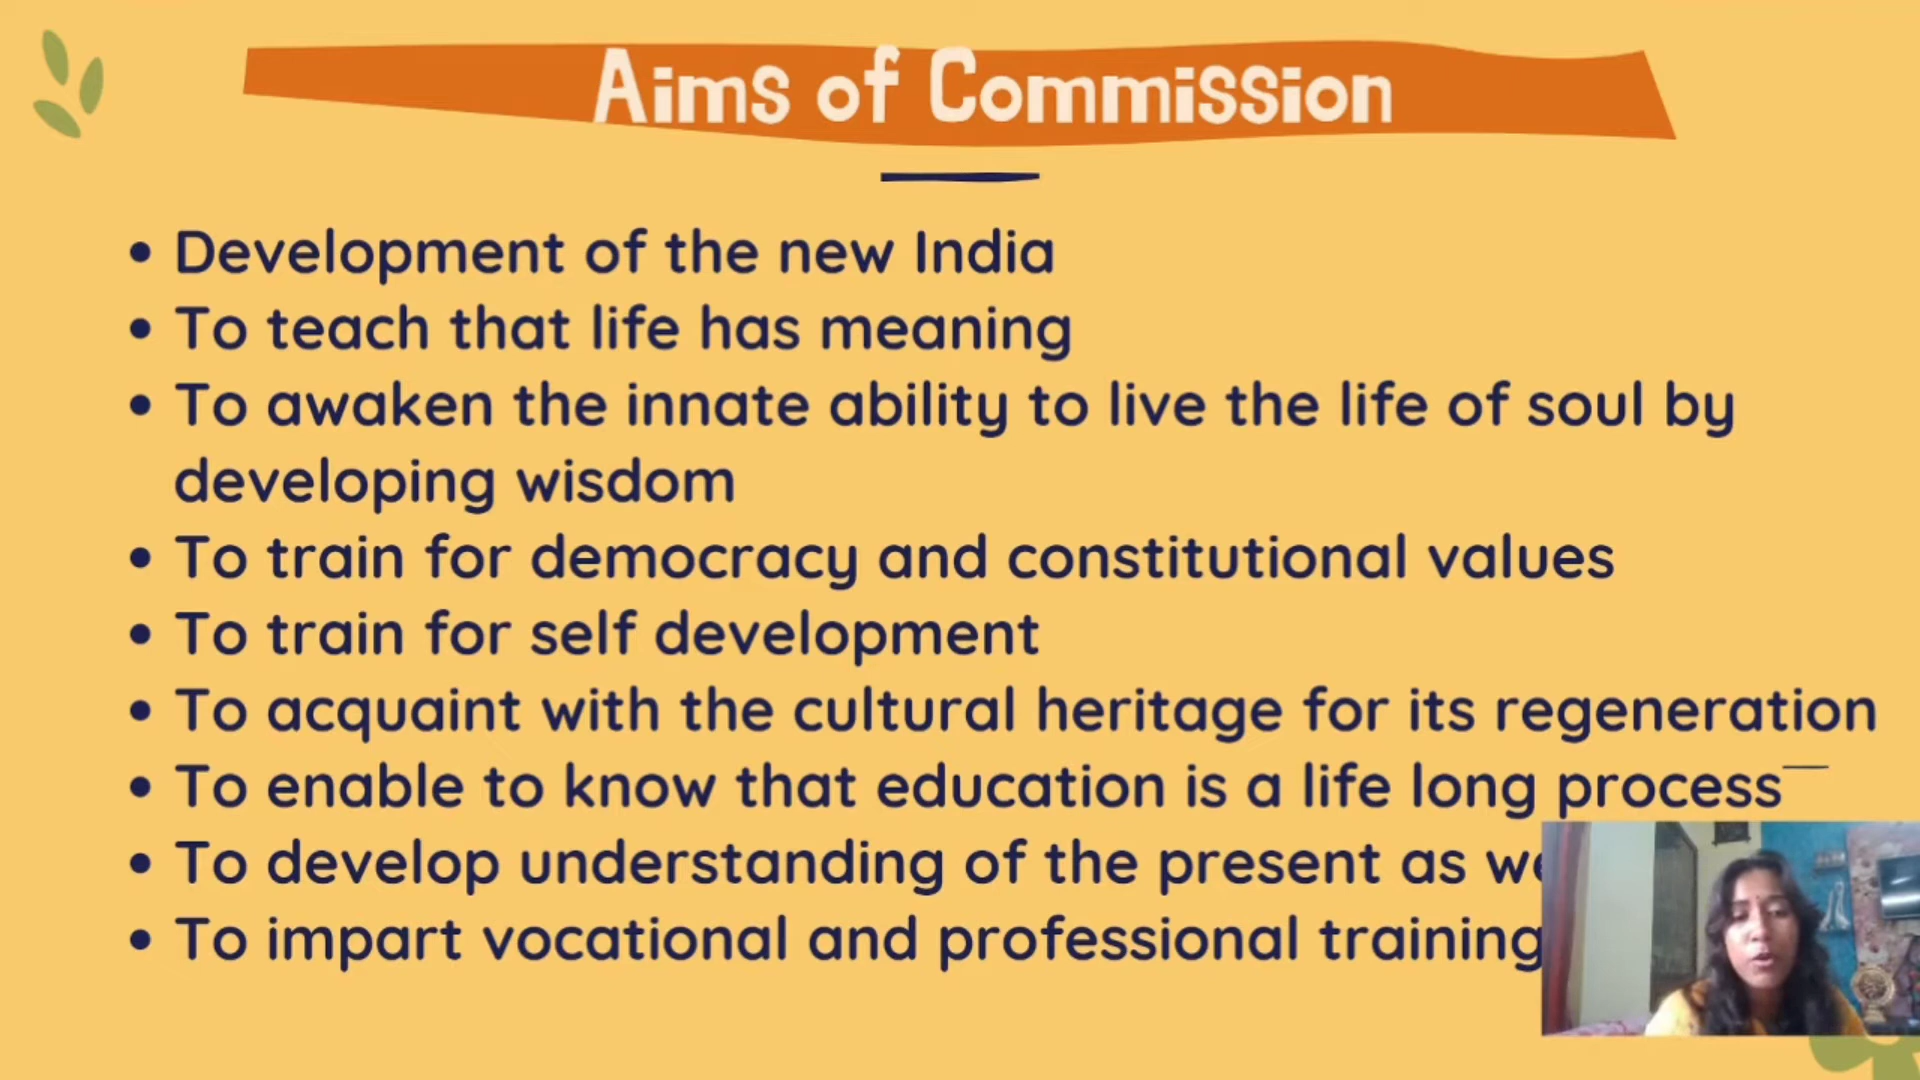 Aims of Commission
• Development of the new India
• To teach that life has meaning
• To awaken the innate ability to live the life of soul by
developing wisdom
• To train for democracy and constitutional values
• To train for self development
• To acquaint with the cultural heritage for its regeneration
• To enable to know that education is a life long process
• To develop understanding of the present as
• To impart vocational and professional training